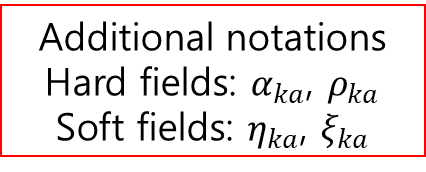 Additional notations
Hard fields: αₖₐ, ρₖₐ
Soft fields: ηₖₐ, ξₖₐ